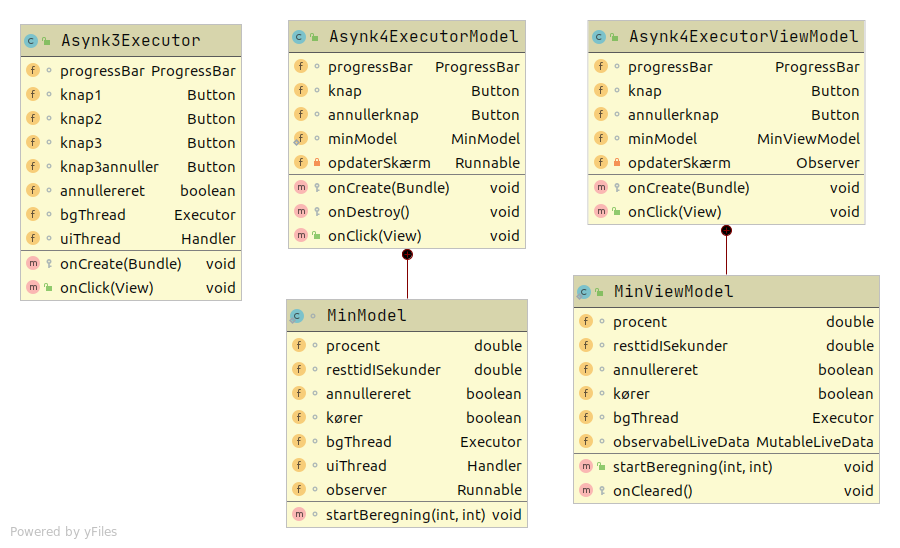 Asynk3Executor
progressBar ProgressBar
knap1 Button
knap2 Button
knap3 Button
knap3annuller Button
annullereret boolean
bgThread Executor
uiThread Handler
onCreate(Bundle) void
onClick(View) void
Asynk4ExecutorModel
progressBar ProgressBar
knap Button
annullerknap Button
minModel MinModel
opdaterSkærm Runnable
onCreate(Bundle) void
onDestroy() void
onClick(View) void
Asynk4ExecutorViewModel
progressBar ProgressBar
knap Button
annullerknap Button
minModel MinViewModel
opdaterSkærm Observer
onCreate(Bundle) void
onClick(View) void
MinModel
procent double
resttidISekunder double
annullereret boolean
kører boolean
bgThread Executor
uiThread Handler
observer Runnable
startBeregning(int, int) void
MinViewModel
procent double
resttidISekunder double
annullereret boolean
kører boolean
bgThread Executor
observabelLiveData MutableLiveData
startBeregning(int, int) void
onCleared() void
Powered by yFiles